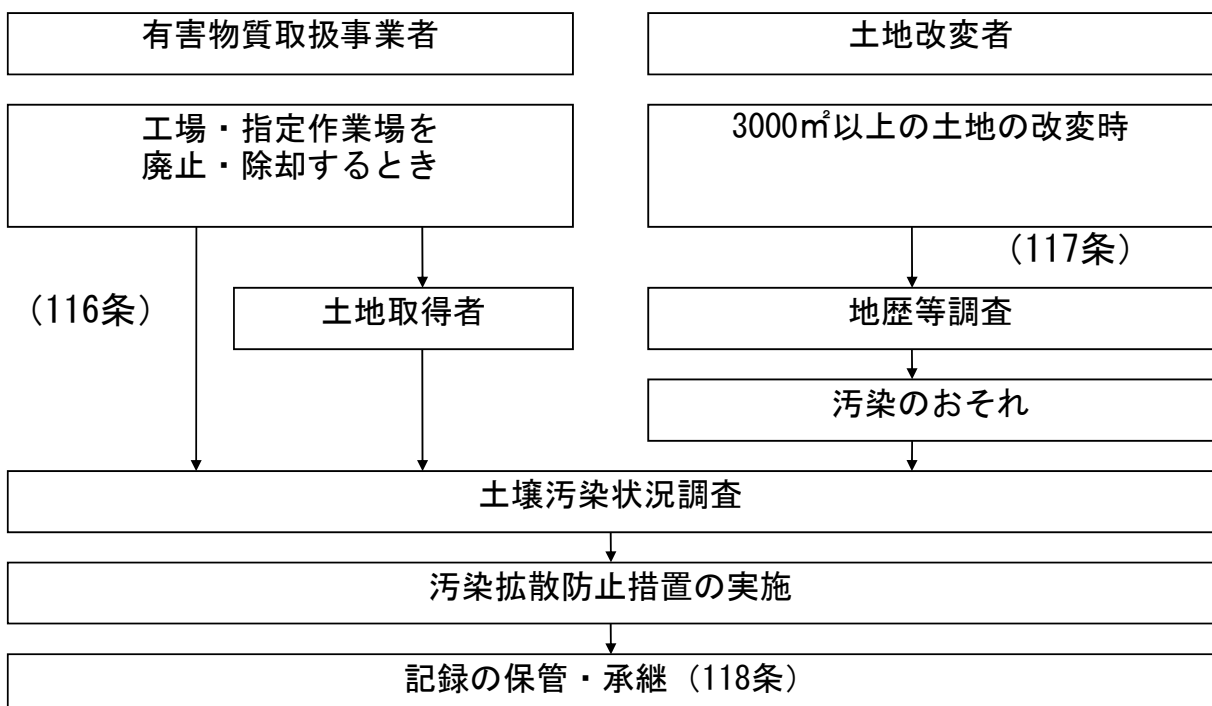 有害物質取扱事業者
土地改変者
工場・指定作業場を
廃止・除却するとき
3000㎡以上の土地の改変時
(117条)
(116条)
土地取得者
地歴等調査
汚染のおそれ
土壌汚染状況調査
汚染拡散防止措置の実施
記録の保管・承継（118条）